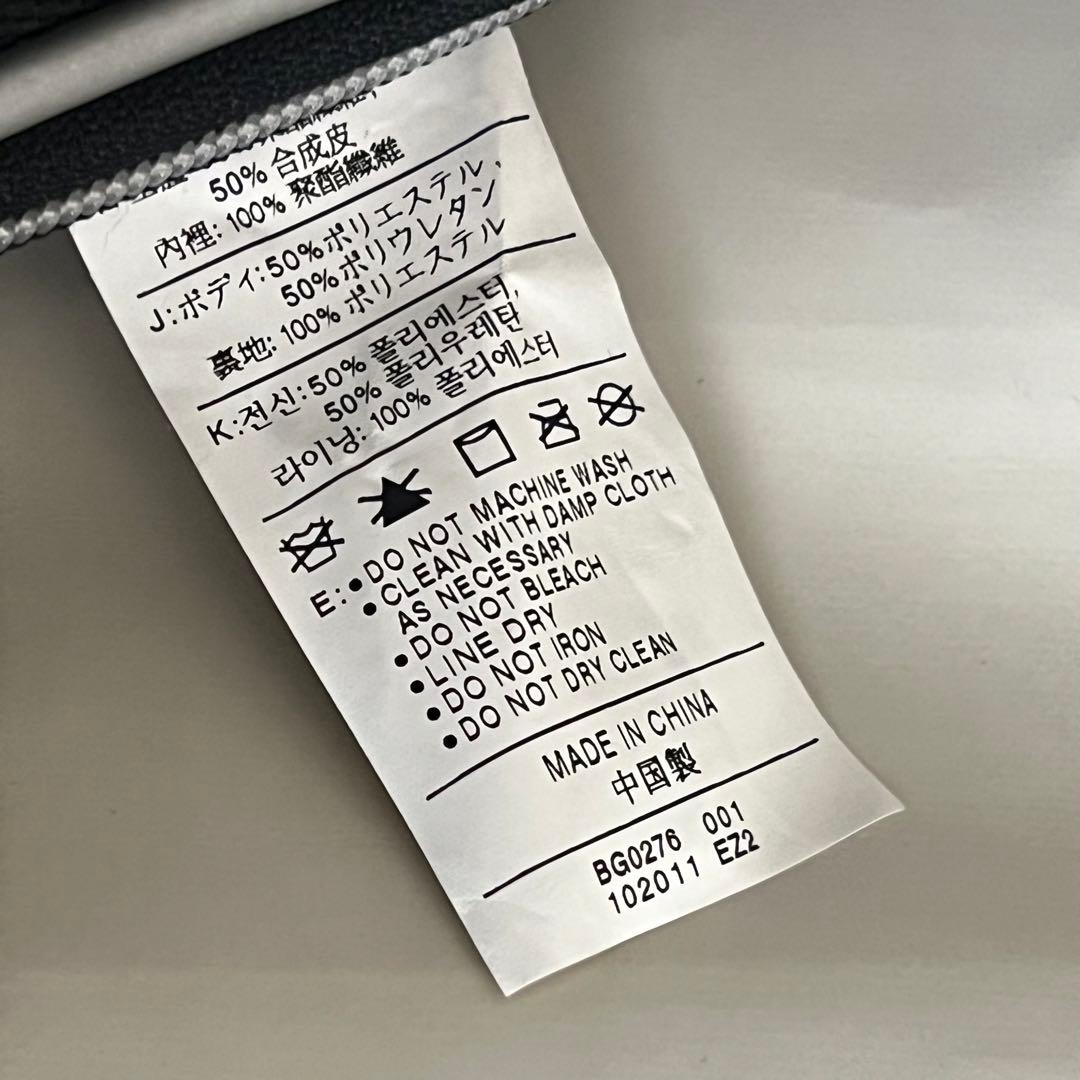 50% 合成皮
內裡: 100% 聚酯纖維
J:ボディ:50%ポリエステル、
50%ポリウレタン
裏地: 100% ポリエステル
K:전신:50% 폴리에스터,
50% 폴리우레탄
라이닝: 100% 폴리에스터
E:●DO NOT MACHINE WASH
●CLEAN WITH DAMP CLOTH
AS NECESSARY
●DO NOT BLEACH
●LINE DRY
●DO NOT IRON
●DO NOT DRY CLEAN
MADE IN CHINA
中国製
BG0276 001
102011 EZ2